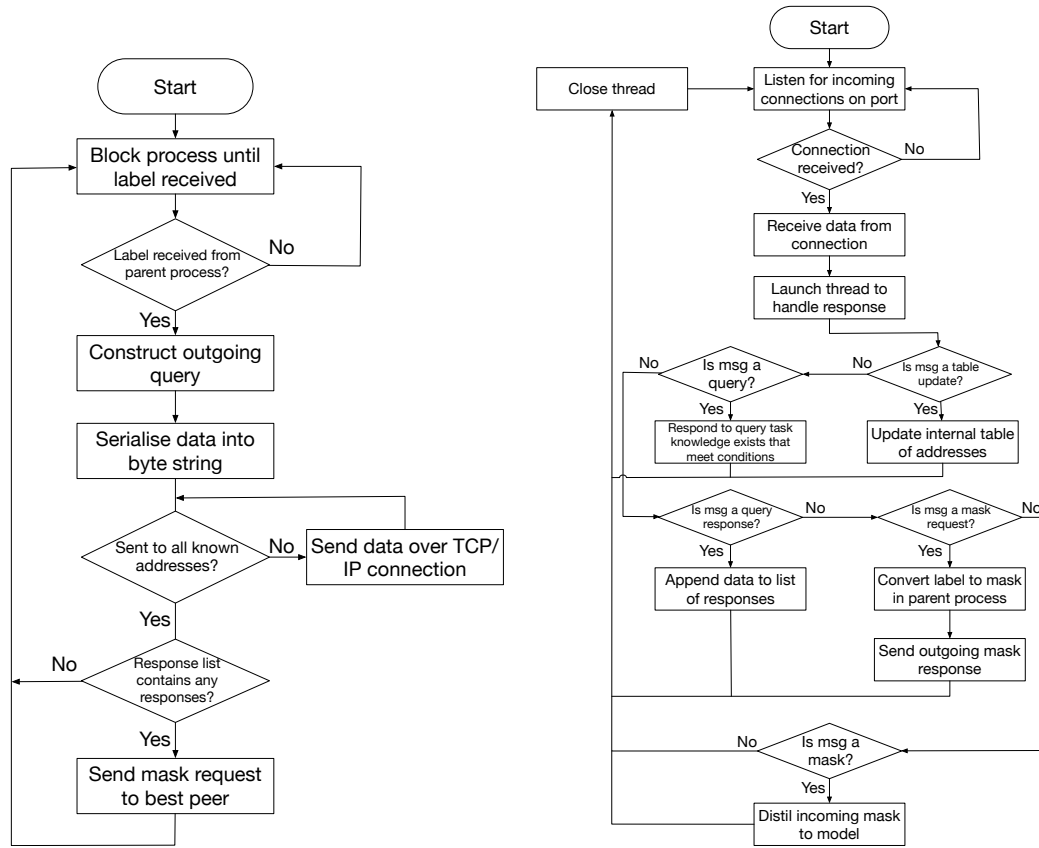 Start
Block process until
label received
Label received from
parent process?
No
Yes
Construct outgoing
query
Serialise data into
byte string
Sent to all known
addresses?
No
Send data over TCP/
IP connection
Yes
Response list
contains any
responses?
No
Yes
Send mask request
to best peer
Start
Close thread
Listen for incoming
connections on port
Connection
received?
No
Yes
Receive data from
connection
Launch thread to
handle response
Is msg a table
update?
No
Yes
Is msg a
query?
No
Yes
Respond to query task
knowledge exists that
meet conditions
Update internal table
of addresses
Is msg a query
response?
No
Yes
Is msg a mask
request?
No
Yes
Append data to list
of responses
Convert label to mask
in parent process
Send outgoing mask
response
Is msg a
mask?
No
Yes
Distil incoming mask
to model